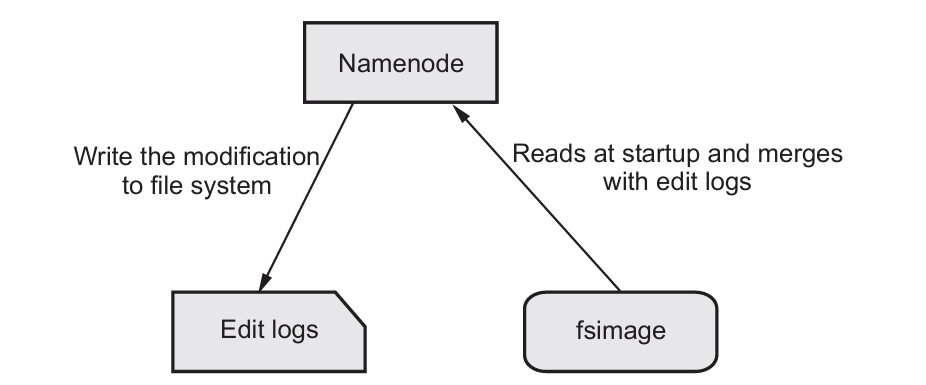 Namenode
Write the modification
to file system
Reads at startup and merges
with edit logs
Edit logs
fsimage